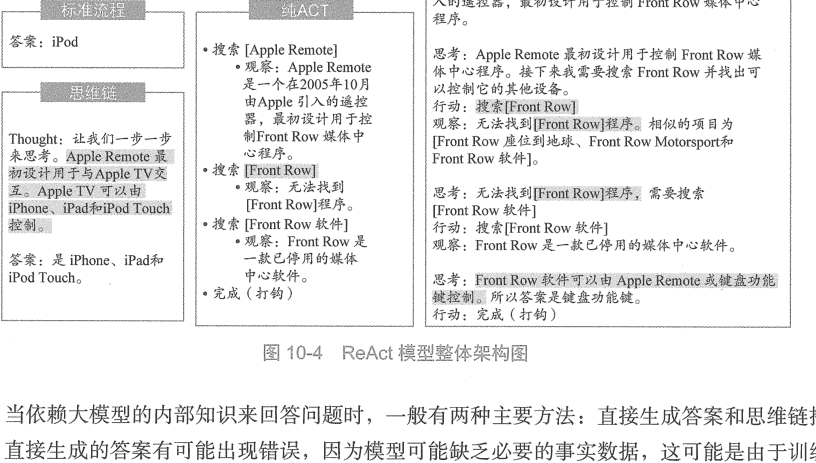 标准流程
答案：iPod
思维链
Thought：让我们一步一步
来思考。Apple Remote 最
初设计用于与Apple TV交
互。Apple TV 可以由
iPhone、iPad和iPod Touch
控制。
答案：是 iPhone、iPad和
iPod Touch。
纯ACT
• 搜索 [Apple Remote]
• 观察：Apple Remote
是一个在2005年10月
由Apple 引入的遥控
器，最初设计用于控
制Front Row 媒体中
心程序。
• 搜索 [Front Row]
• 观察：无法找到
[Front Row]程序。
• 搜索 [Front Row 软件]
• 观察：Front Row 是
一款已停用的媒体
中心软件。
• 完成（打钩）
入的遥控器，最初设计用于控制 Front Row 媒体中心
程序。
思考：Apple Remote 最初设计用于控制 Front Row 媒
体中心程序。接下来我需要搜索 Front Row 并找出可
以控制它的其他设备。
行动：搜索[Front Row]
观察：无法找到[Front Row]程序。相似的项目为
[Front Row 座位到地球、Front Row Motorsport和
Front Row 软件]。
思考：无法找到[Front Row]程序，需要搜索
[Front Row 软件]
行动：搜索[Front Row 软件]
观察：Front Row 是一款已停用的媒体中心软件。
思考：Front Row 软件可以由 Apple Remote 或键盘功能
键控制。所以答案是键盘功能键。
行动：完成（打钩）
图 10-4 ReAct 模型整体架构图
当依赖大模型的内部知识来回答问题时，一般有两种主要方法：直接生成答案和思维链
直接生成的答案有可能出现错误，因为模型可能缺乏必要的事实数据，这可能是由于训